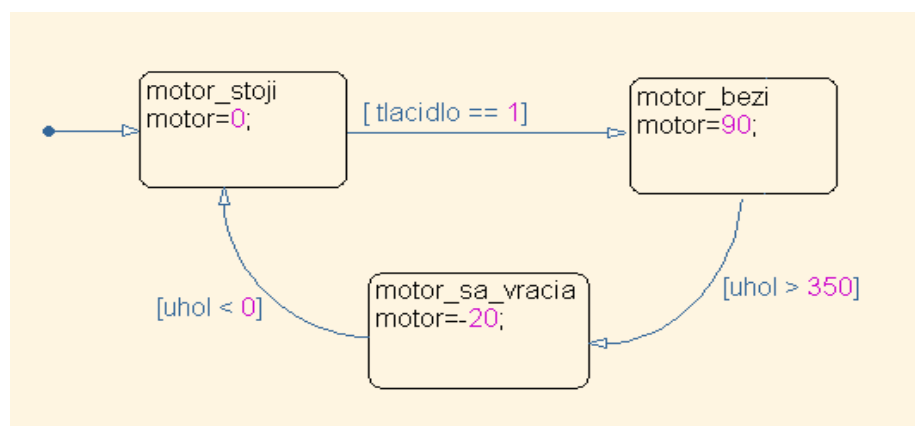 motor_stoji
motor=0;
[ tlacidlo == 1]
motor_bezi
motor=90;
[uhol > 350]
motor_sa_vracia
motor=-20;
[uhol < 0]